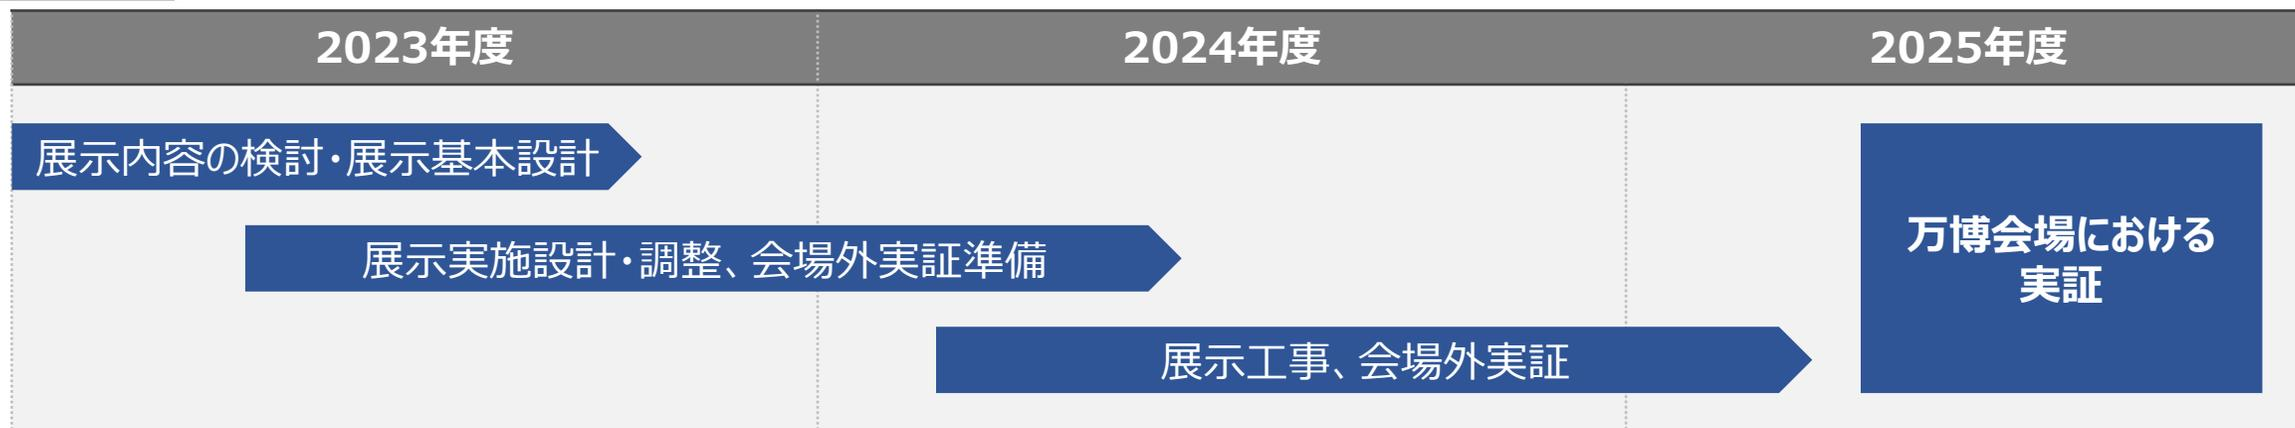 2023年度
2024年度
2025年度
展示内容の検討・展示基本設計
展示実施設計・調整、会場外実証準備
展示工事、会場外実証
万博会場における
実証